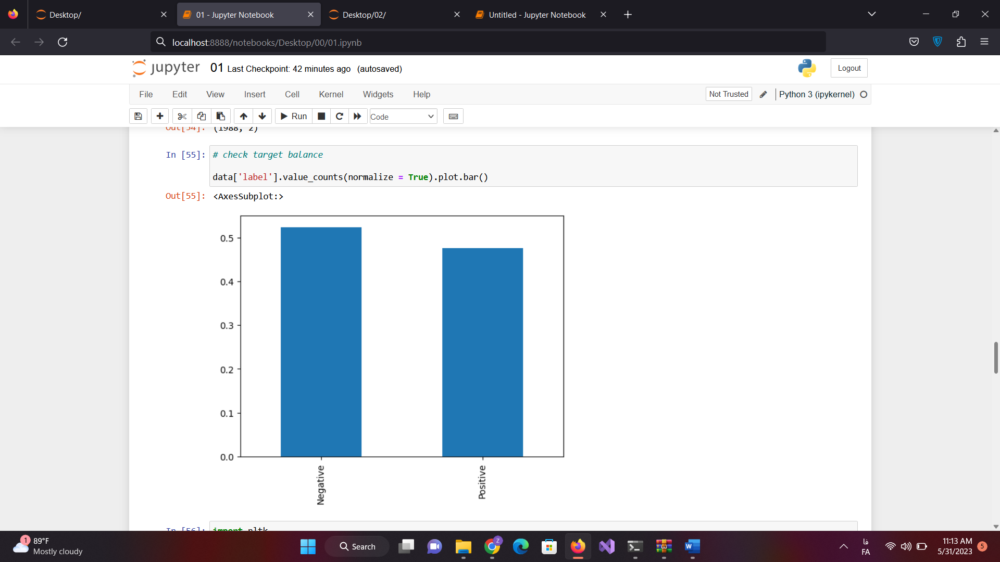 Desktop/
01 - Jupyter Notebook
Desktop/02/
Untitled - Jupyter Notebook
localhost:8888/notebooks/Desktop/00/01.ipynb
jupyter 01 Last Checkpoint: 42 minutes ago (autosaved)
Logout
File Edit View Insert Cell Kernel Widgets Help
Not Trusted
Python 3 (ipykernel)
Run
Code
Out[54]: (1988, 2)
In [55]: # check target balance
data['label'].value_counts(normalize = True).plot.bar()
Out[55]: <AxesSubplot:>
0.5
0.4
0.3
0.2
0.1
0.0
Negative
Positive
In [56]: import nltk
1
89°F
Mostly cloudy
Search
Z
W
فا
FA
11:13 AM
5/31/2023
5